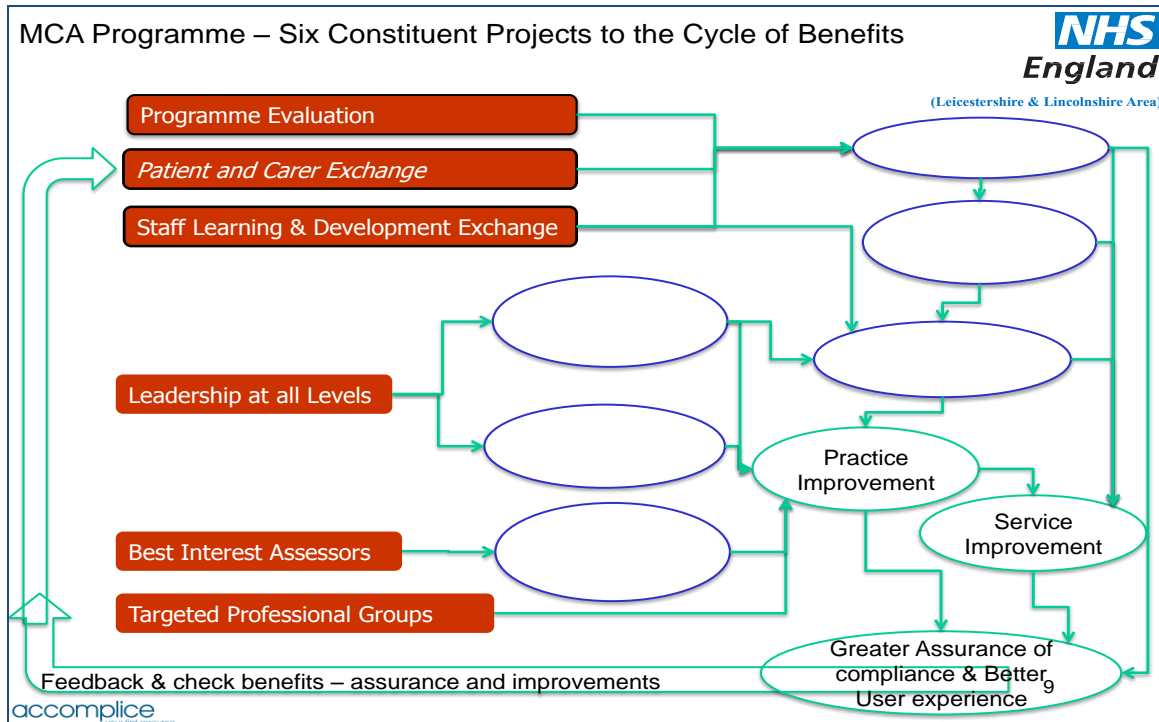 MCA Programme – Six Constituent Projects to the Cycle of Benefits
NHS
England
(Leicestershire & Lincolnshire Area)
Programme Evaluation
Patient and Carer Exchange
Staff Learning & Development Exchange
Leadership at all Levels
Practice
Improvement
Service
Improvement
Best Interest Assessors
Targeted Professional Groups
Greater Assurance of
compliance & Better
User experience
9
Feedback & check benefits – assurance and improvements
accomplice